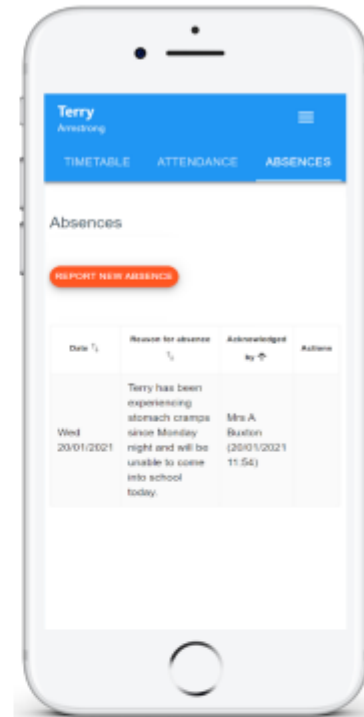 Terry
Armstrong
TIMETABLE ATTENDANCE ABSENCES
Absences
REPORT NEW ABSENCE
Date Reason for absence Acknowledged by Actions
Wed 20/01/2021
Terry has been
experiencing
stomach cramps
since Monday
night and will be
unable to come
into school
today.
Mrs A
Buxton
(20/01/2021
11:54)